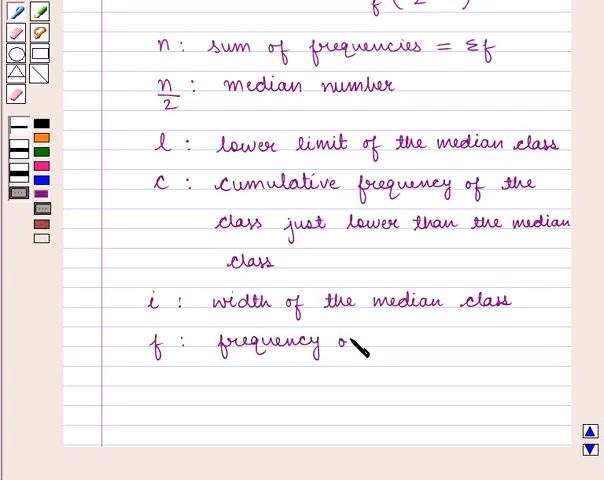 f ( 2 )
n : sum of frequencies = Σf
n/2 : median number
l : lower limit of the median class
c : cumulative frequency of the
class just lower than the median
class
i : width of the median class
f : frequency o